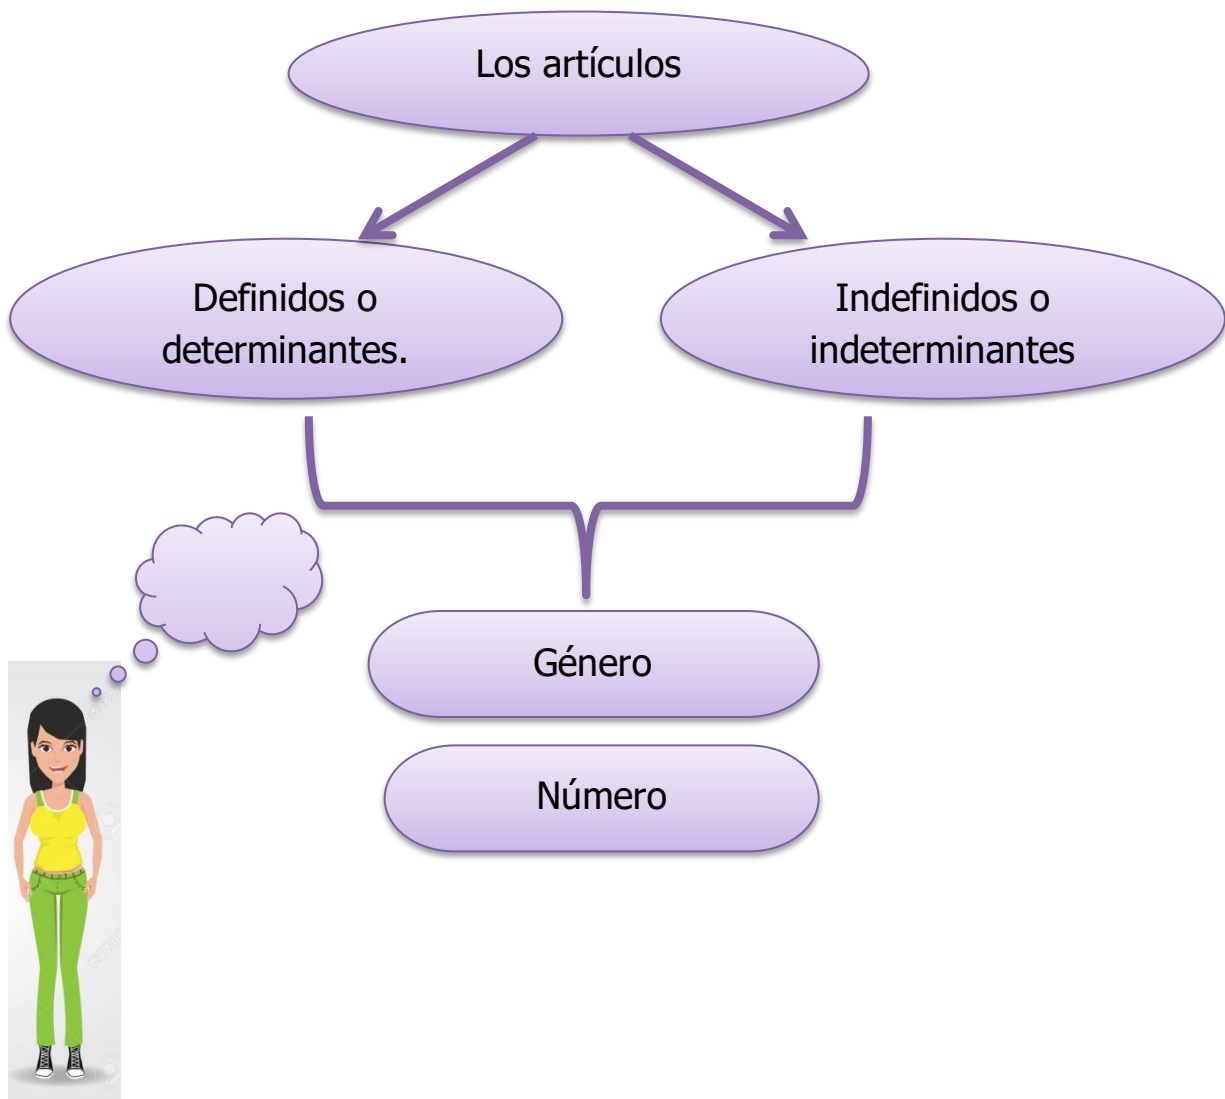 Los artículos
Definidos o
determinantes.
Indefinidos o
indeterminantes
Género
Número